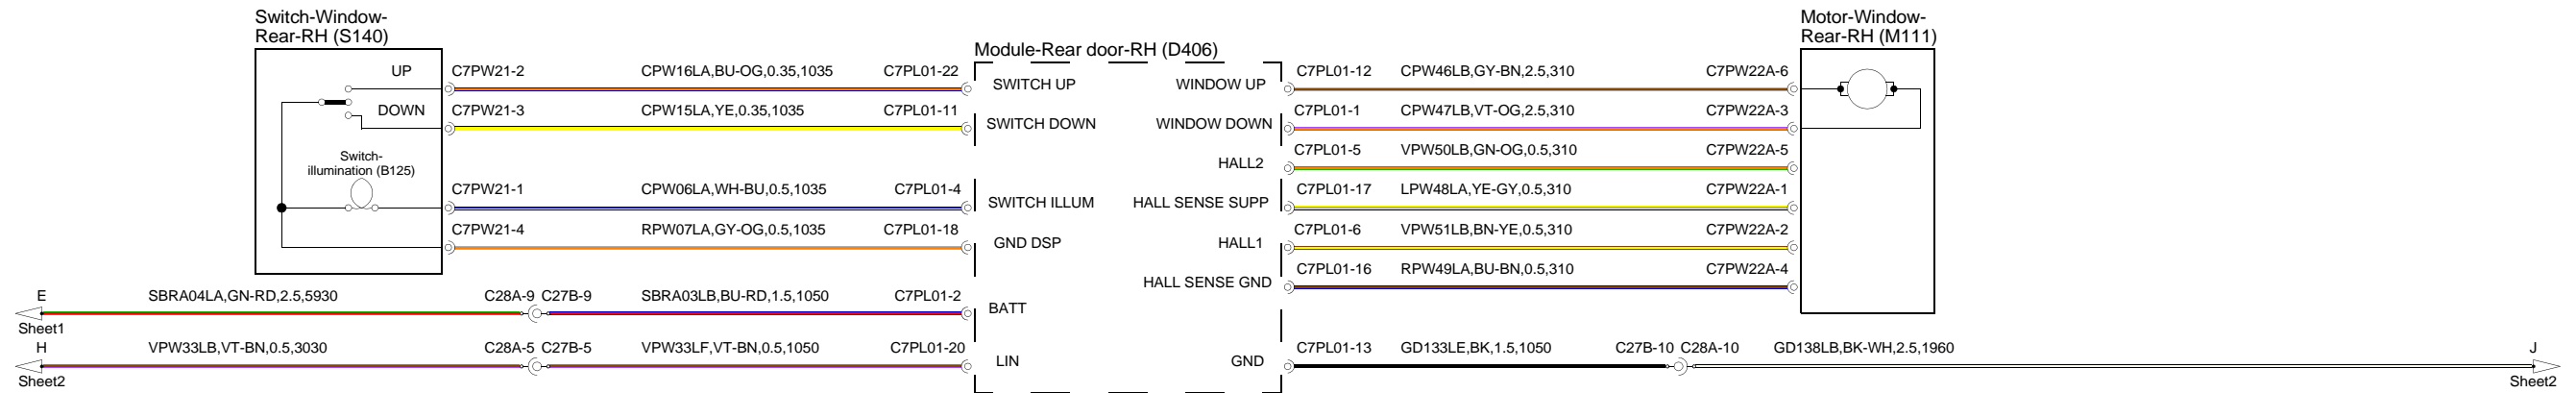 Switch-Window-
Rear-RH (S140)
UP
DOWN
Switch-
illumination (B125)
C7PW21-2 CPW16LA,BU-OG,0.35,1035 C7PL01-22
C7PW21-3 CPW15LA,YE,0.35,1035 C7PL01-11
C7PW21-1 CPW06LA,WH-BU,0.5,1035 C7PL01-4
C7PW21-4 RPW07LA,GY-OG,0.5,1035 C7PL01-18
E SBRA04LA,GN-RD,2.5,5930 C28A-9 C27B-9 SBRA03LB,BU-RD,1.5,1050 C7PL01-2
Sheet1
H VPW33LB,VT-BN,0.5,3030 C28A-5 C27B-5 VPW33LF,VT-BN,0.5,1050 C7PL01-20
Sheet2
Module-Rear door-RH (D406)
SWITCH UP WINDOW UP
SWITCH DOWN WINDOW DOWN
HALL2
SWITCH ILLUM HALL SENSE SUPP
GND DSP HALL1
HALL SENSE GND
BATT
LIN GND
Motor-Window-
Rear-RH (M111)
C7PL01-12 CPW46LB,GY-BN,2.5,310 C7PW22A-6
C7PL01-1 CPW47LB,VT-OG,2.5,310 C7PW22A-3
C7PL01-5 VPW50LB,GN-OG,0.5,310 C7PW22A-5
C7PL01-17 LPW48LA,YE-GY,0.5,310 C7PW22A-1
C7PL01-6 VPW51LB,BN-YE,0.5,310 C7PW22A-2
C7PL01-16 RPW49LA,BU-BN,0.5,310 C7PW22A-4
C7PL01-13 GD133LE,BK,1.5,1050 C27B-10 C28A-10 GD138LB,BK-WH,2.5,1960 J
Sheet2